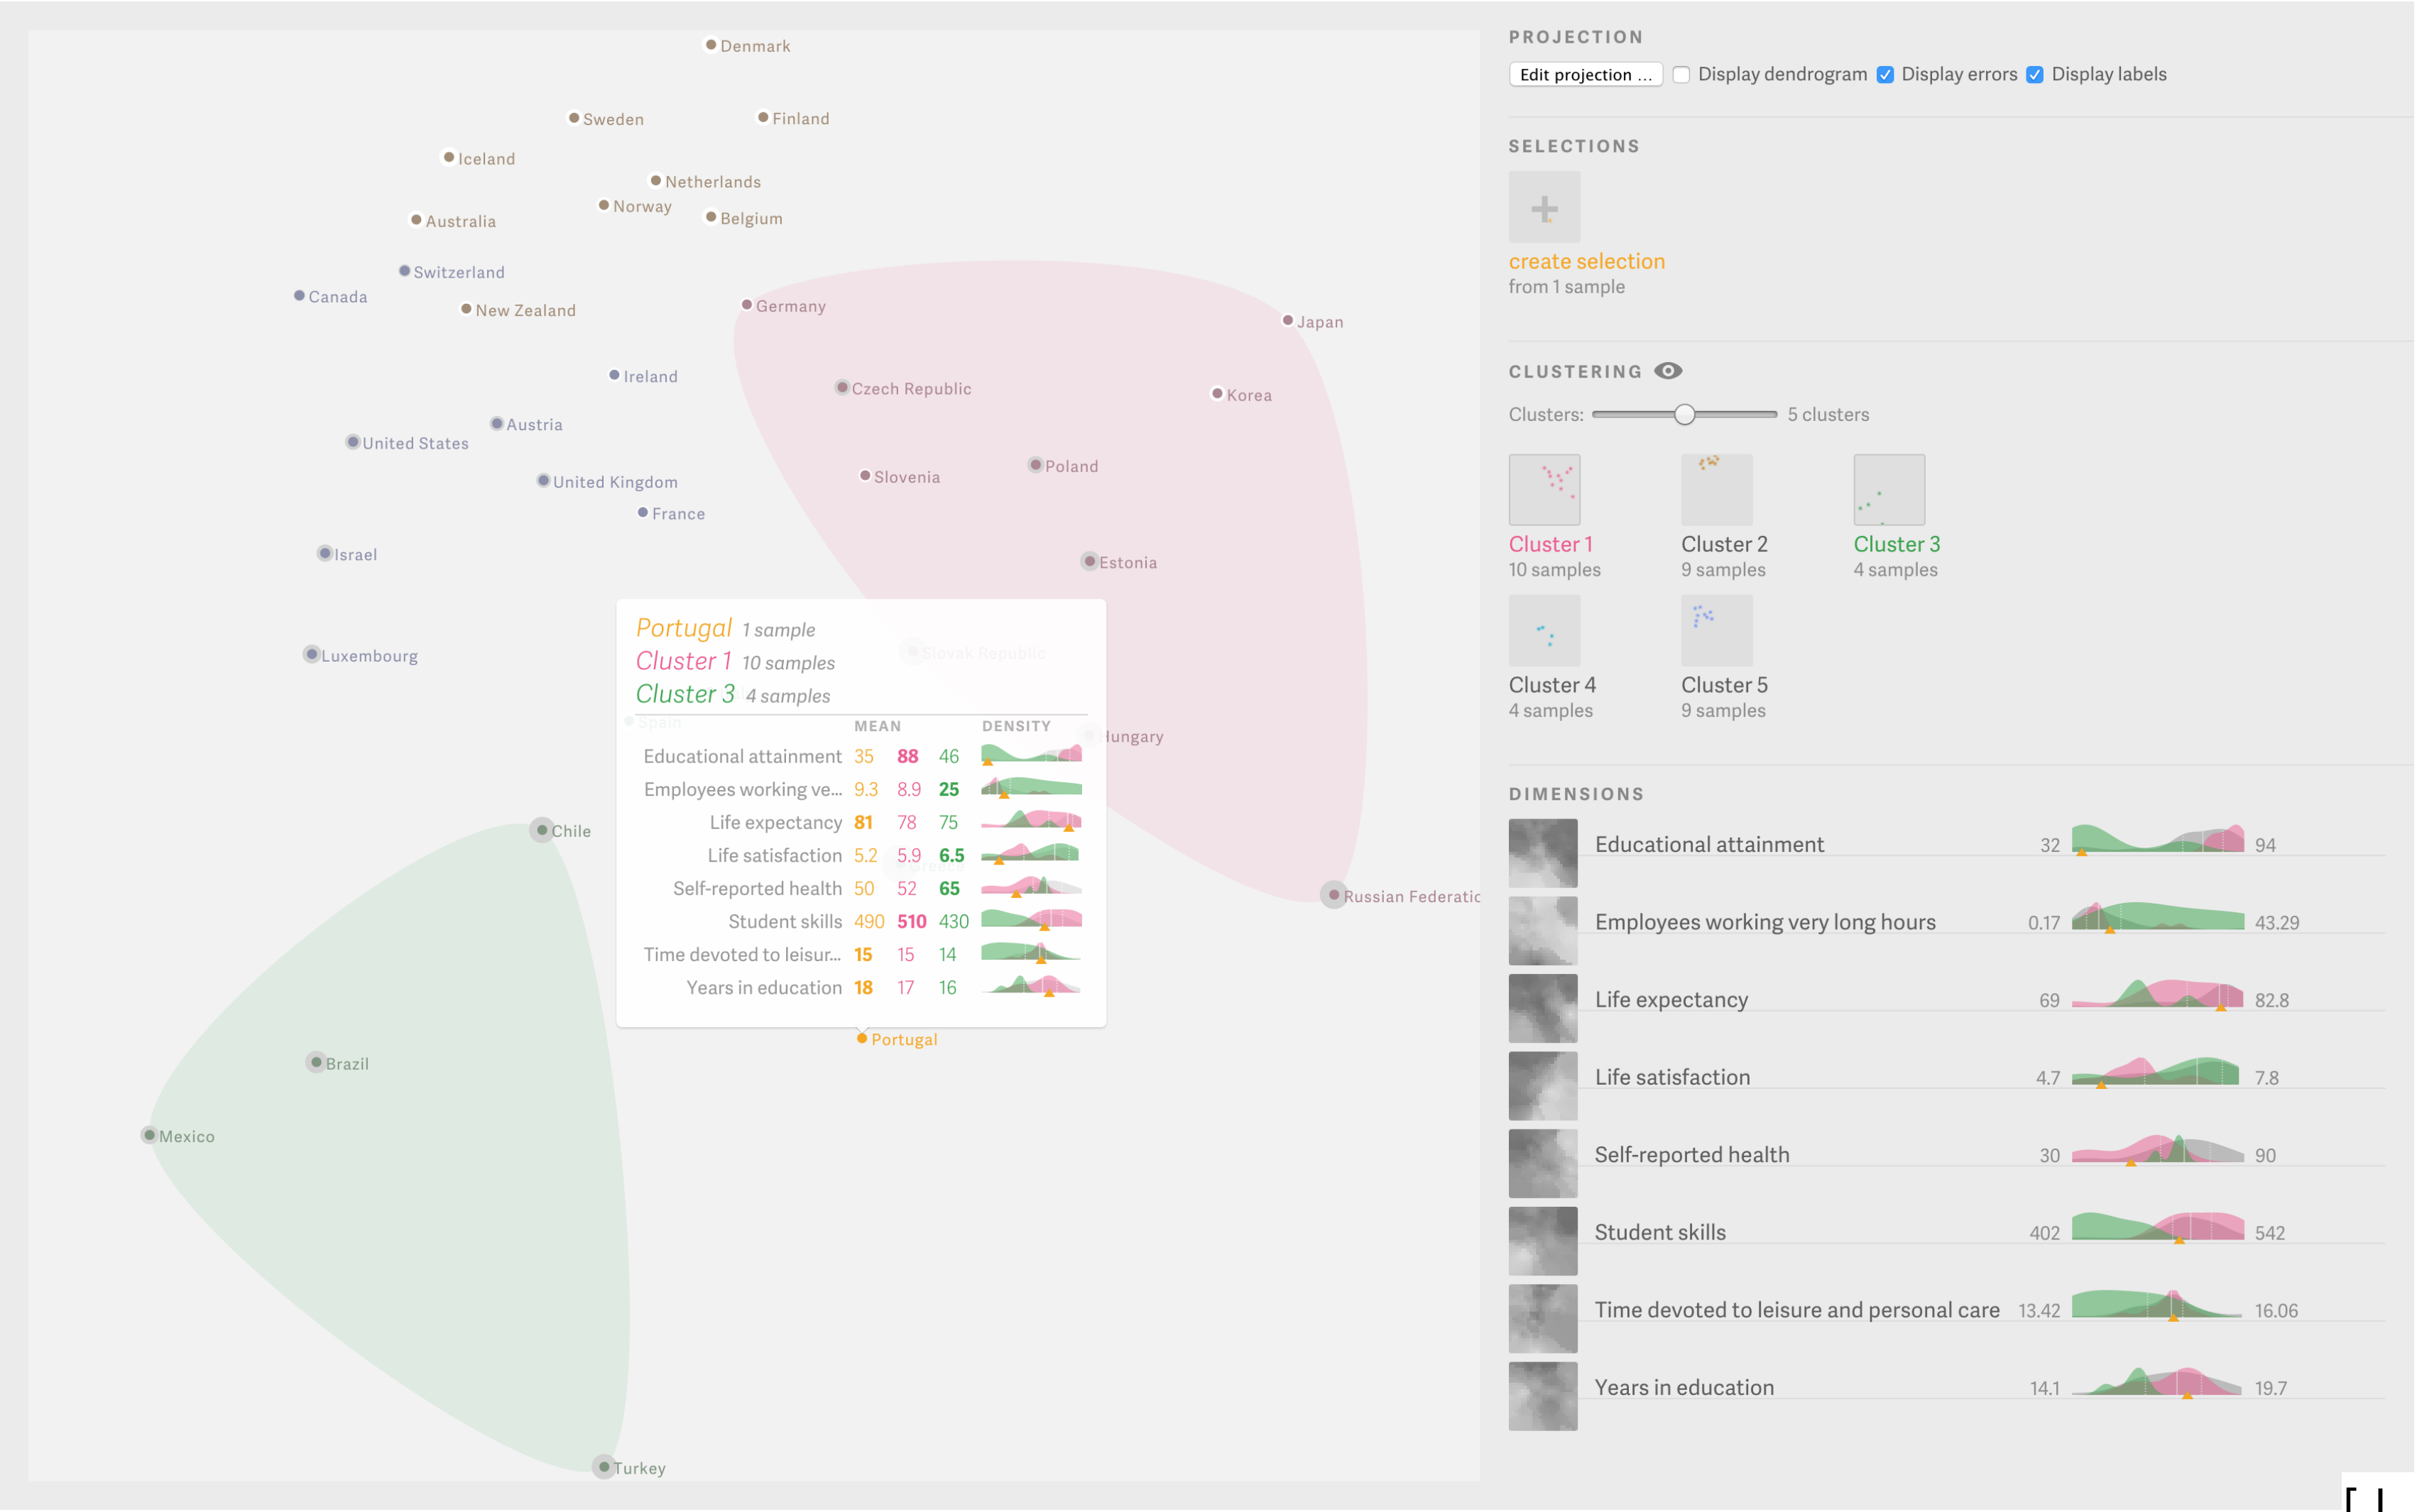 Denmark
Sweden
Finland
Iceland
Netherlands
Norway
Australia
Belgium
Switzerland
Canada
New Zealand
Germany
Japan
Ireland
Czech Republic
Korea
Austria
United States
Poland
Slovenia
United Kingdom
France
Israel
Estonia
Luxembourg
Slovak Republic
Spain
Hungary
Portugal 1 sample
Cluster 1 10 samples
Cluster 3 4 samples
MEAN DENSITY
Educational attainment 35 88 46
Employees working ve... 9.3 8.9 25
Life expectancy 81 78 75
Life satisfaction 5.2 5.9 6.5
Greece
Self-reported health 50 52 65
Student skills 490 510 430
Time devoted to leisur... 15 15 14
Years in education 18 17 16
Chile
Russian Federatic
Portugal
Brazil
Mexico
Turkey
PROJECTION
Edit projection ... Display dendrogram Display errors Display labels
SELECTIONS
create selection
from 1 sample
CLUSTERING
Clusters: 5 clusters
Cluster 1 Cluster 2 Cluster 3
10 samples 9 samples 4 samples
Cluster 4 Cluster 5
4 samples 9 samples
DIMENSIONS
Educational attainment 32 94
Employees working very long hours 0.17 43.29
Life expectancy 69 82.8
Life satisfaction 4.7 7.8
Self-reported health 30 90
Student skills 402 542
Time devoted to leisure and personal care 13.42 16.06
Years in education 14.1 19.7